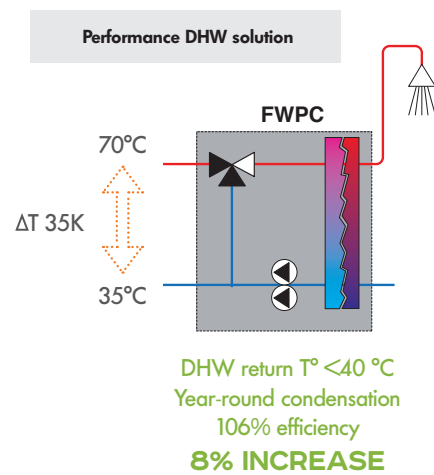 Performance DHW solution
FWPC
70°C
ΔT 35K
35°C
DHW return T° <40 °C
Year-round condensation
106% efficiency
8% INCREASE